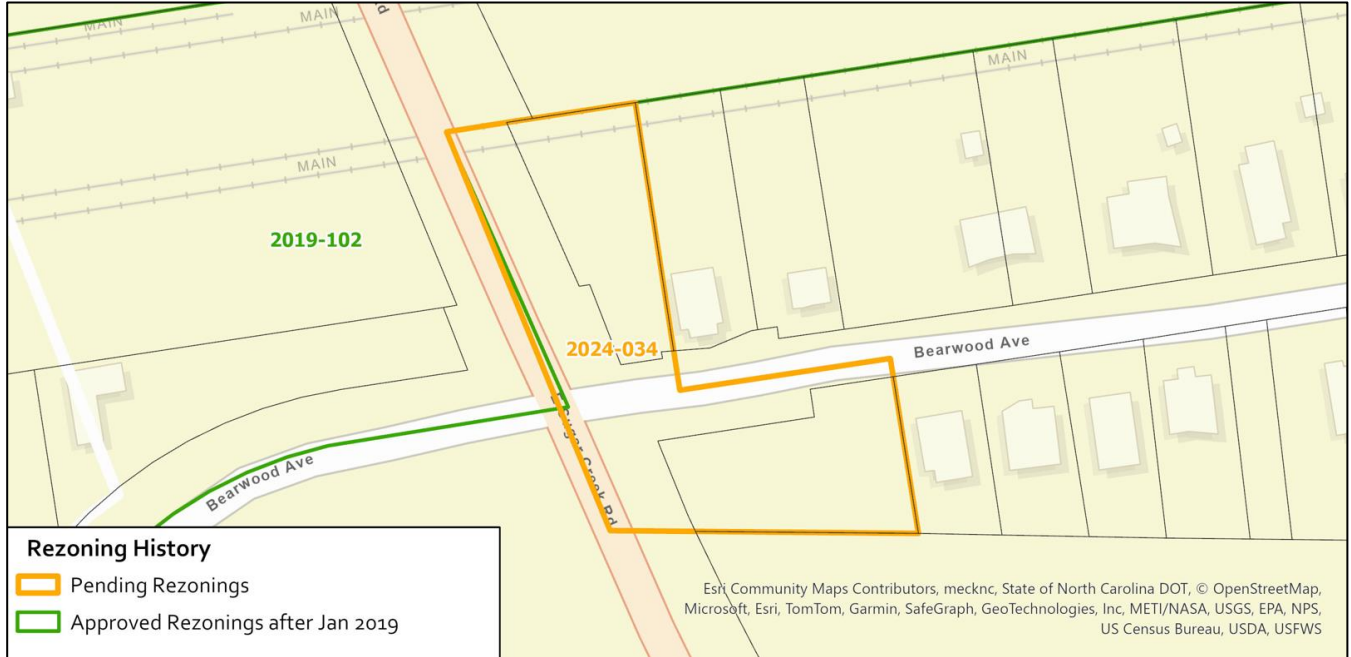 MAIN
MAIN
MAIN
MAIN
2019-102
2024-034
Bearwood Ave
Creek Rd
Bearwood Ave
Rezoning History
Pending Rezonings
Approved Rezonings after Jan 2019
Esri Community Maps Contributors, mecknc, State of North Carolina DOT, © OpenStreetMap,
Microsoft, Esri, TomTom, Garmin, SafeGraph, GeoTechnologies, Inc, METI/NASA, USGS, EPA, NPS,
US Census Bureau, USDA, USFWS